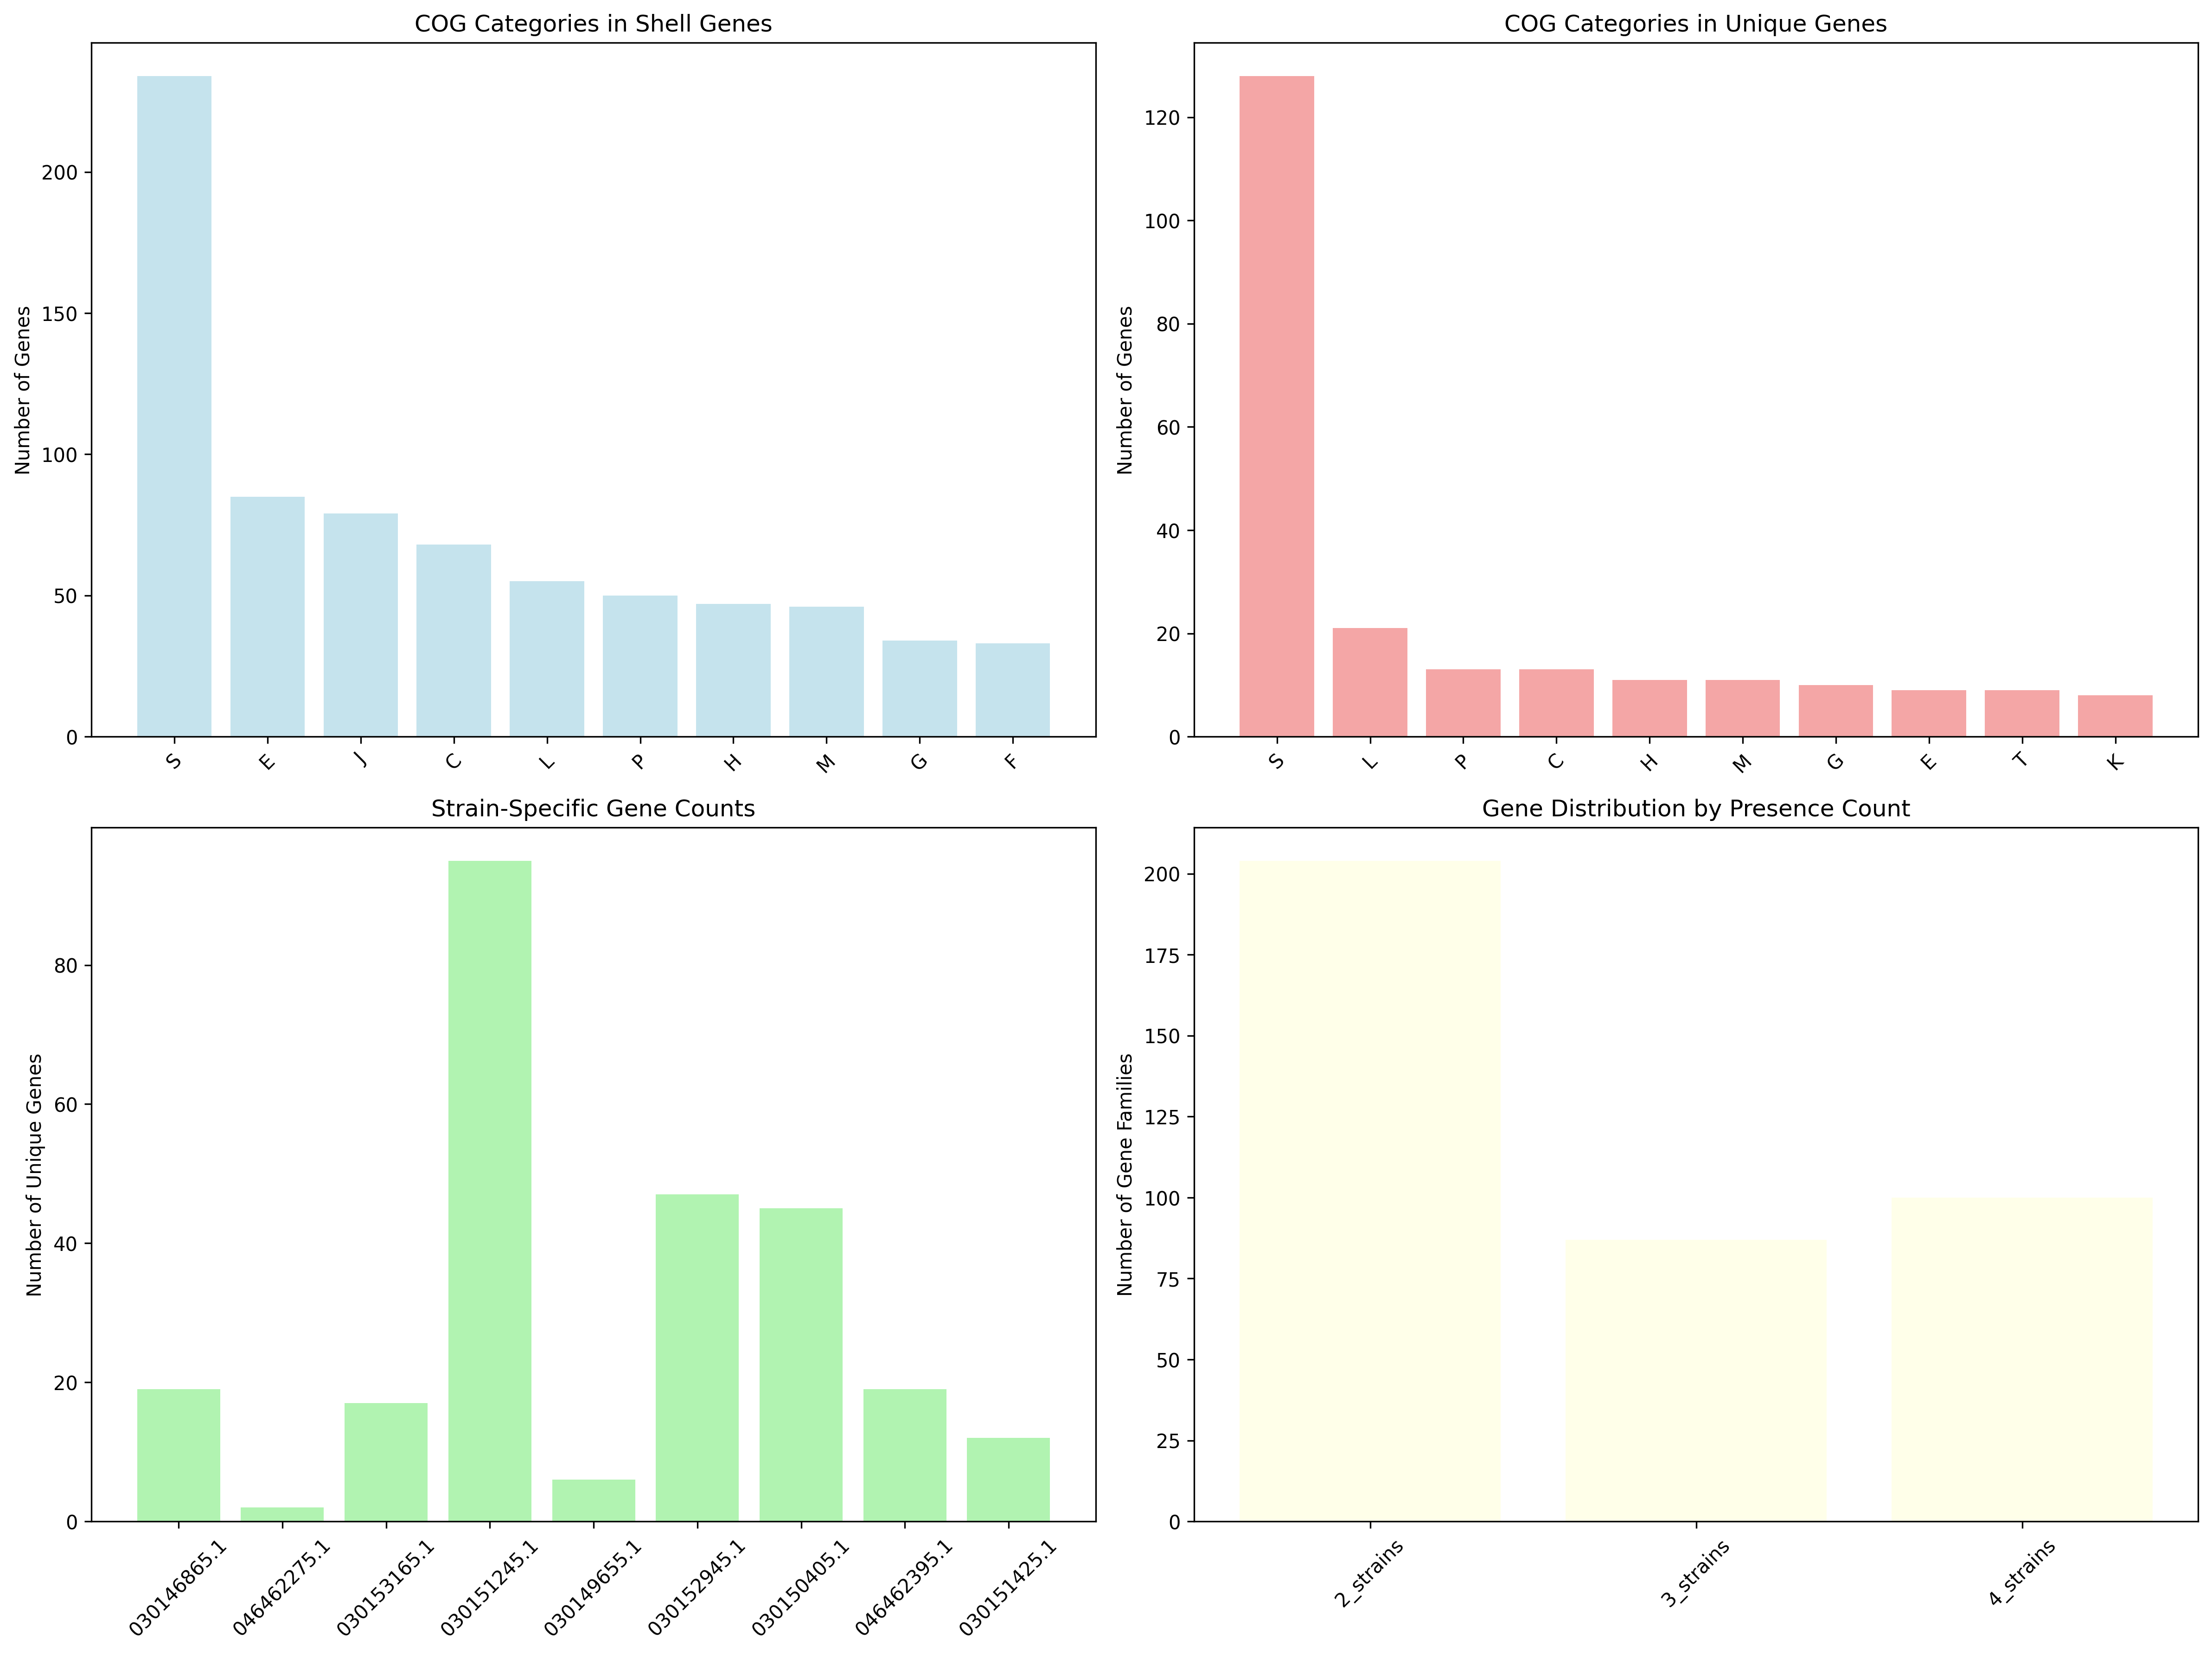 COG Categories in Shell Genes
Number of Genes
200
150
100
50
0
S
E
J
C
L
P
H
M
G
F
COG Categories in Unique Genes
Number of Genes
120
100
80
60
40
20
0
S
L
P
C
H
M
G
E
T
K
Strain-Specific Gene Counts
Number of Unique Genes
80
60
40
20
0
030146865.1
046462275.1
030153165.1
030151245.1
030149655.1
030152945.1
030150405.1
046462395.1
030151425.1
Gene Distribution by Presence Count
Number of Gene Families
200
175
150
125
100
75
50
25
0
2_strains
3_strains
4_strains